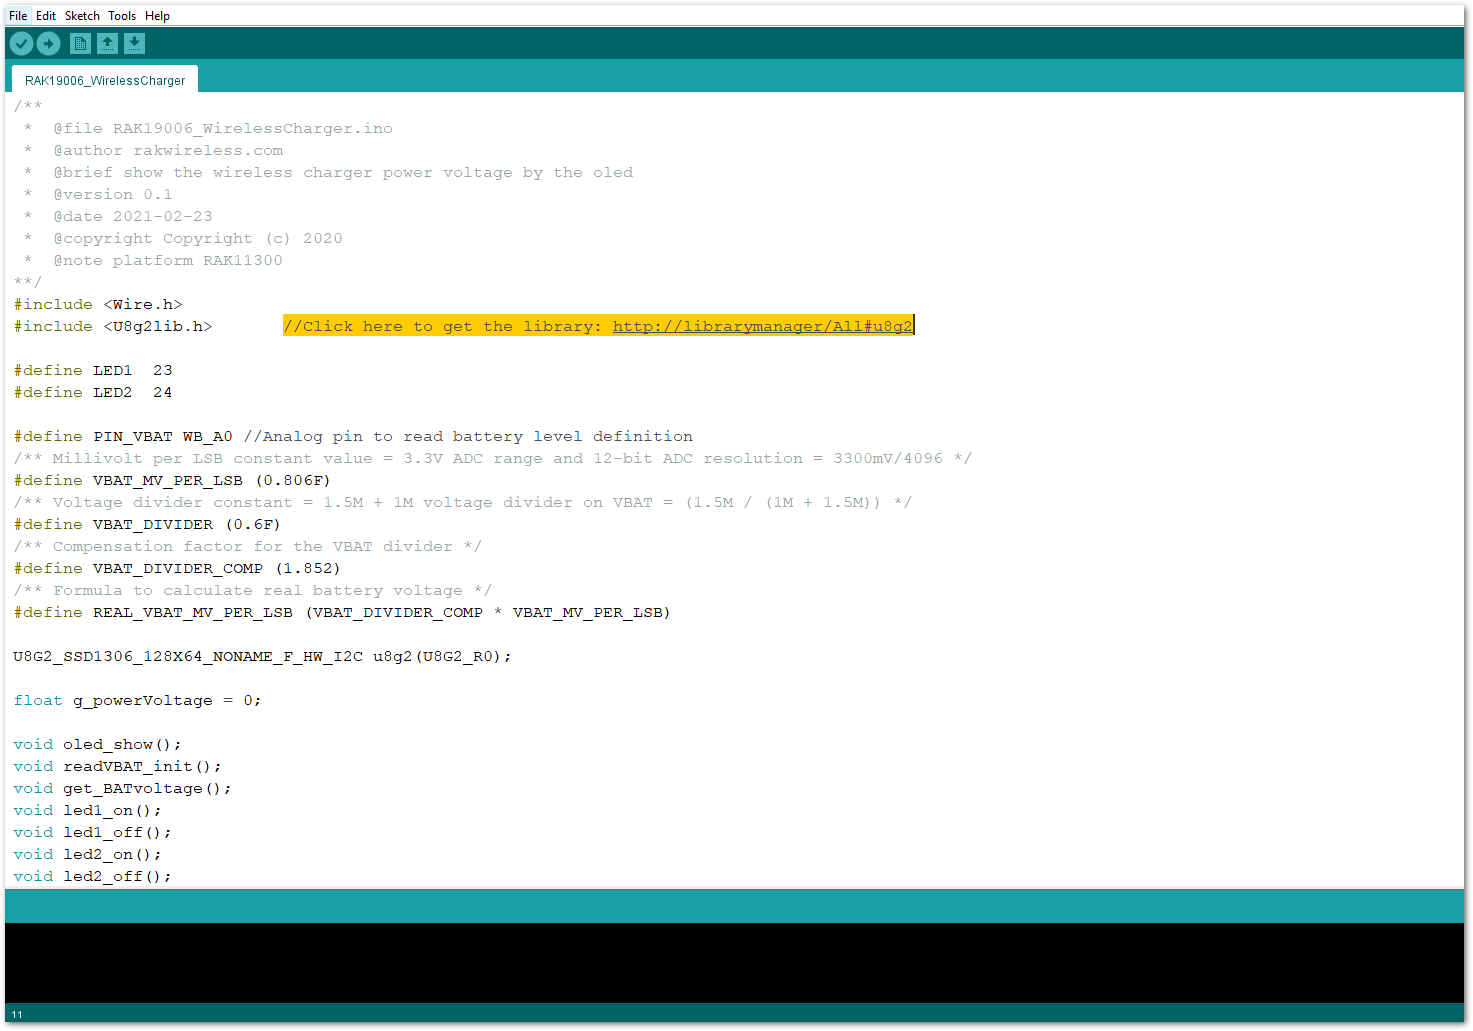 File Edit Sketch Tools Help
RAK19006_WirelessCharger
/**
 *  @file RAK19006_WirelessCharger.ino
 *  @author rakwireless.com
 *  @brief show the wireless charger power voltage by the oled
 *  @version 0.1
 *  @date 2021-02-23
 *  @copyright Copyright (c) 2020
 *  @note platform RAK11300
**/
#include <Wire.h>
#include <U8g2lib.h>       //Click here to get the library: http://librarymanager/All#u8g2
#define LED1  23
#define LED2  24
#define PIN_VBAT WB_A0 //Analog pin to read battery level definition
/** Millivolt per LSB constant value = 3.3V ADC range and 12-bit ADC resolution = 3300mV/4096 */
#define VBAT_MV_PER_LSB (0.806F)
/** Voltage divider constant = 1.5M + 1M voltage divider on VBAT = (1.5M / (1M + 1.5M)) */
#define VBAT_DIVIDER (0.6F)
/** Compensation factor for the VBAT divider */
#define VBAT_DIVIDER_COMP (1.852)
/** Formula to calculate real battery voltage */
#define REAL_VBAT_MV_PER_LSB (VBAT_DIVIDER_COMP * VBAT_MV_PER_LSB)
U8G2_SSD1306_128X64_NONAME_F_HW_I2C u8g2(U8G2_R0);
float g_powerVoltage = 0;
void oled_show();
void readVBAT_init();
void get_BATvoltage();
void led1_on();
void led1_off();
void led2_on();
void led2_off();
11